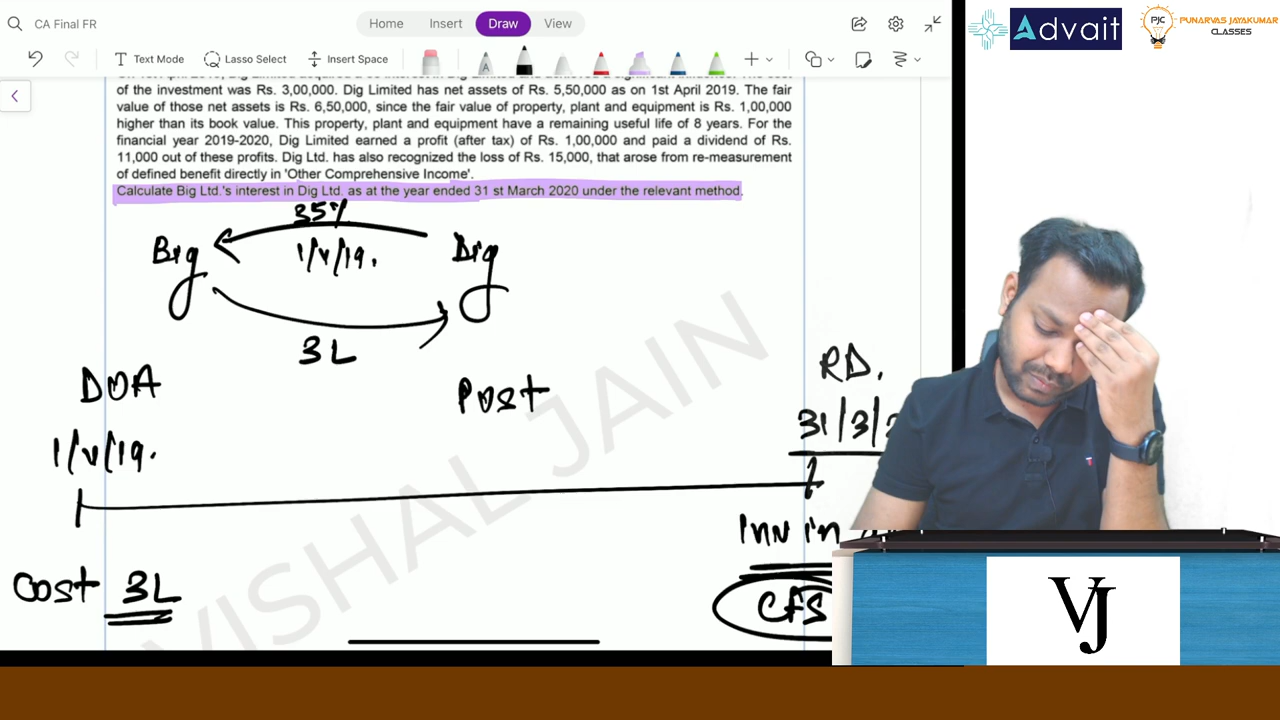 CA Final FR
Home Insert Draw View
Text Mode Lasso Select Insert Space
Advait
PJC PUNARVAS JAYAKUMAR CLASSES
of the investment was Rs. 3,00,000. Dig Limited has net assets of Rs. 5,50,000 as on 1st April 2019. The fair
value of those net assets is Rs. 6,50,000, since the fair value of property, plant and equipment is Rs. 1,00,000
higher than its book value. This property, plant and equipment have a remaining useful life of 8 years. For the
financial year 2019-2020, Dig Limited earned a profit (after tax) of Rs. 1,00,000 and paid a dividend of Rs.
11,000 out of these profits. Dig Ltd. has also recognized the loss of Rs. 15,000, that arose from re-measurement
of defined benefit directly in 'Other Comprehensive Income'.
Calculate Big Ltd.'s interest in Dig Ltd. as at the year ended 31 st March 2020 under the relevant method.
35%
Big 1/4/19. Dig
3L
DOA Post RD.
1/4/19. 31/3/
Inv in
Cost 3L CFS
VISHAL JAIN
VJ